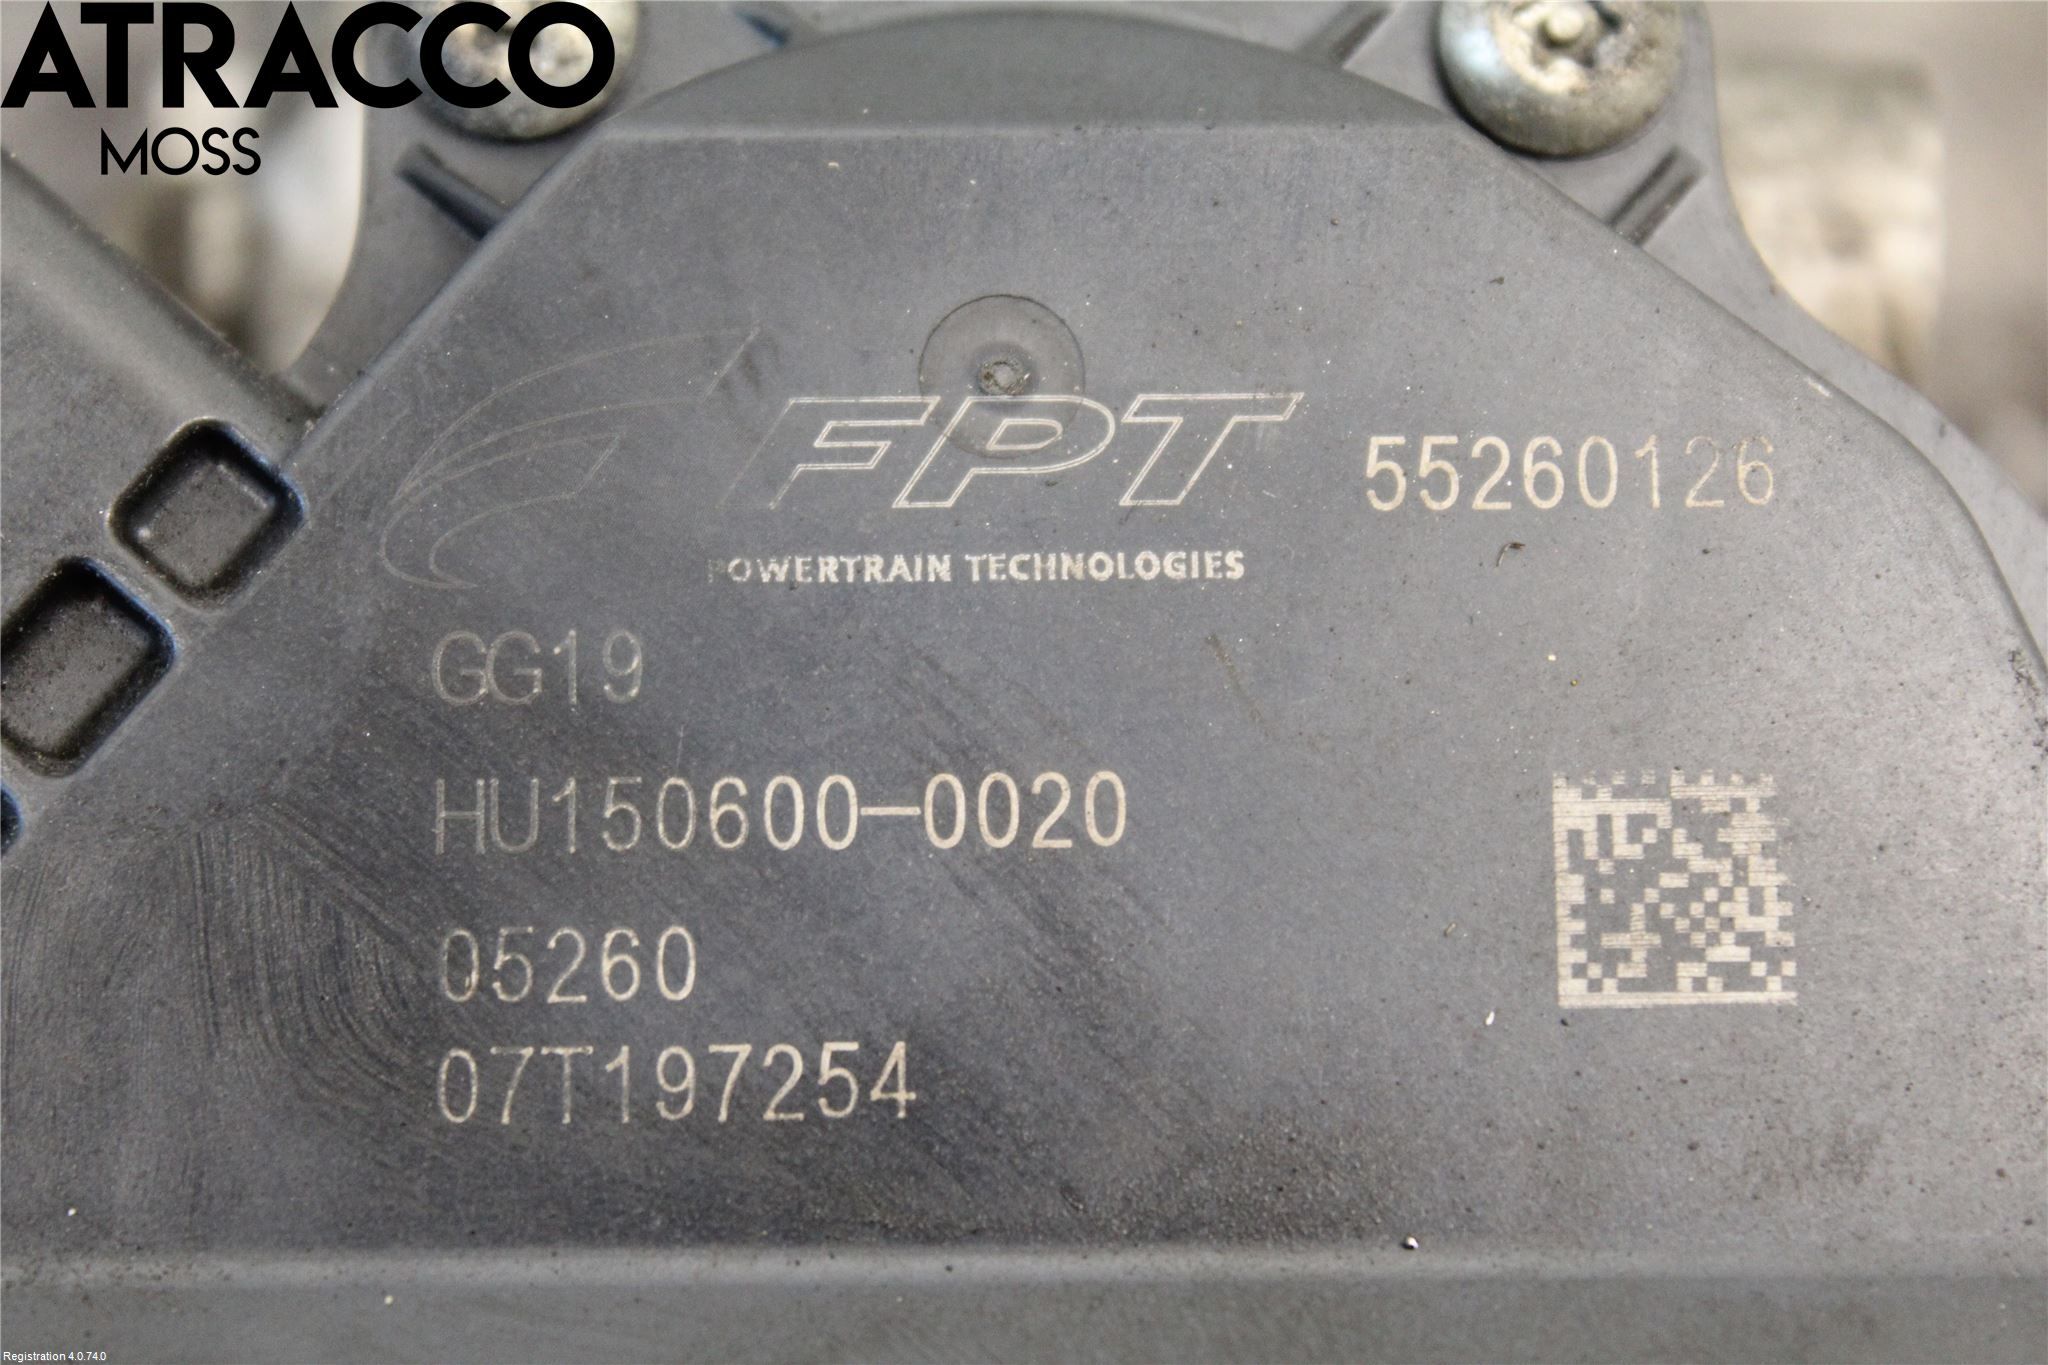 ATRACCO
MOSS
FPT 55260126
POWERTRAIN TECHNOLOGIES
GG19
HU150600-0020
05260
07T197254
Registration 4.0.74.0